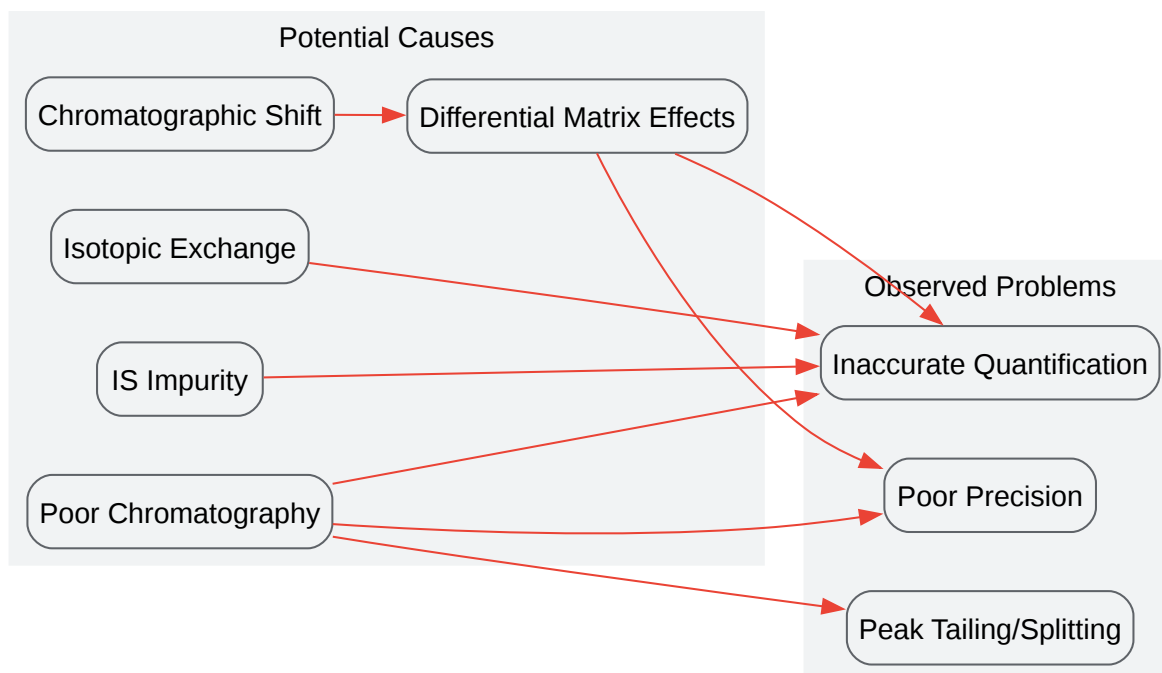 Potential Causes
Chromatographic Shift
Differential Matrix Effects
Isotopic Exchange
IS Impurity
Poor Chromatography
Observed Problems
Inaccurate Quantification
Poor Precision
Peak Tailing/Splitting